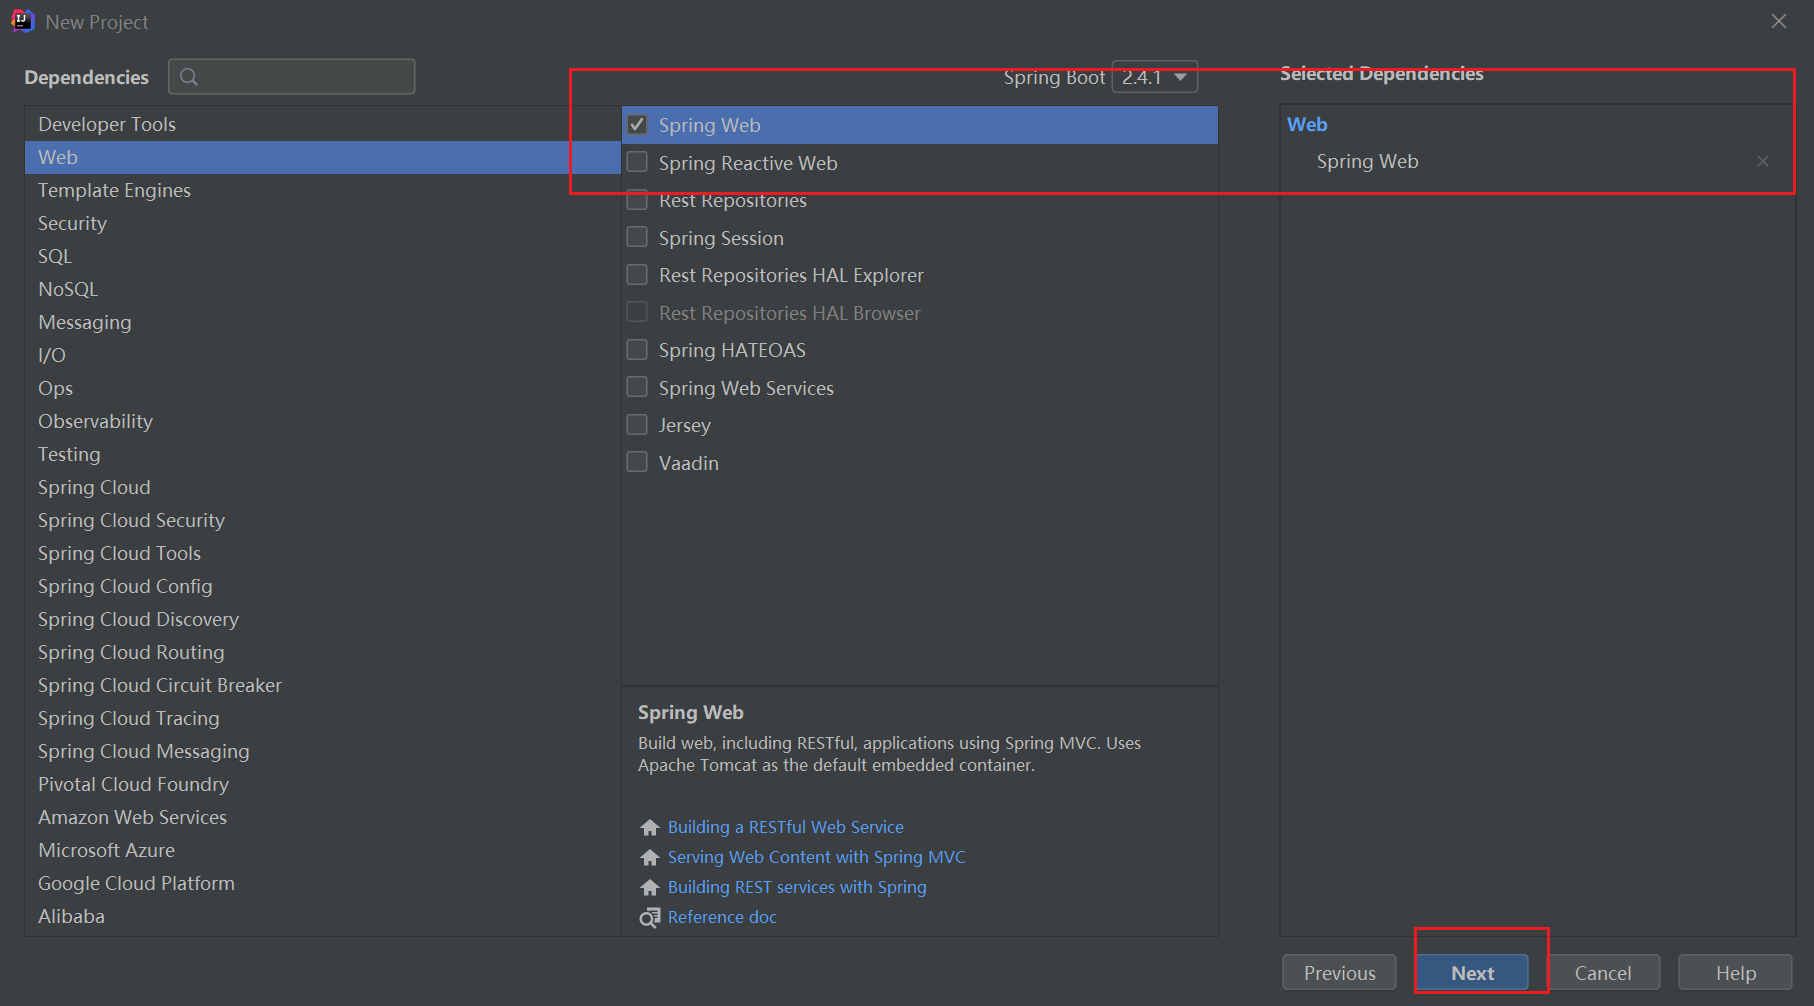 New Project
Dependencies
Spring Boot 2.4.1
Selected Dependencies
Developer Tools
Web
Template Engines
Security
SQL
NoSQL
Messaging
I/O
Ops
Observability
Testing
Spring Cloud
Spring Cloud Security
Spring Cloud Tools
Spring Cloud Config
Spring Cloud Discovery
Spring Cloud Routing
Spring Cloud Circuit Breaker
Spring Cloud Tracing
Spring Cloud Messaging
Pivotal Cloud Foundry
Amazon Web Services
Microsoft Azure
Google Cloud Platform
Alibaba
Spring Web
Spring Reactive Web
Rest Repositories
Spring Session
Rest Repositories HAL Explorer
Rest Repositories HAL Browser
Spring HATEOAS
Spring Web Services
Jersey
Vaadin
Spring Web
Build web, including RESTful, applications using Spring MVC. Uses
Apache Tomcat as the default embedded container.
Building a RESTful Web Service
Serving Web Content with Spring MVC
Building REST services with Spring
Reference doc
Web
Spring Web
Previous
Next
Cancel
Help